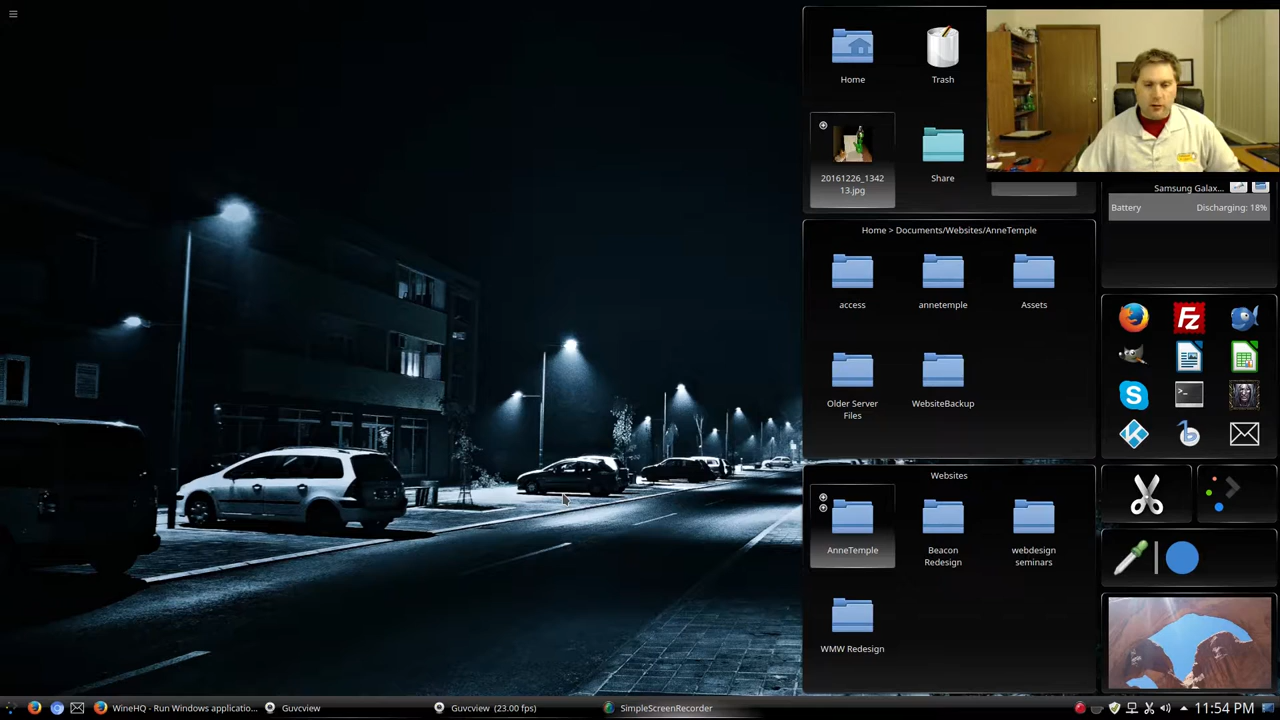 Home
Trash
20161226_1342
13.jpg
Share
Samsung Galax...
Battery
Discharging: 18%
Home > Documents/Websites/AnneTemple
access
annetemple
Assets
Older Server
Files
WebsiteBackup
Websites
AnneTemple
Beacon
Redesign
webdesign
seminars
WMW Redesign
WineHQ - Run Windows applicatio...
Guvcview
Guvcview (23.00 fps)
SimpleScreenRecorder
11:54 PM